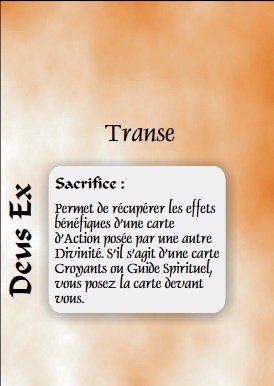 Transe
Deus Ex
Sacrifice :
Permet de récupérer les effets
bénéfiques d'une carte
d'Action posée par une autre
Divinité. S'il s'agit d'une carte
Croyants ou Guide Spirituel,
vous posez la carte devant
vous.